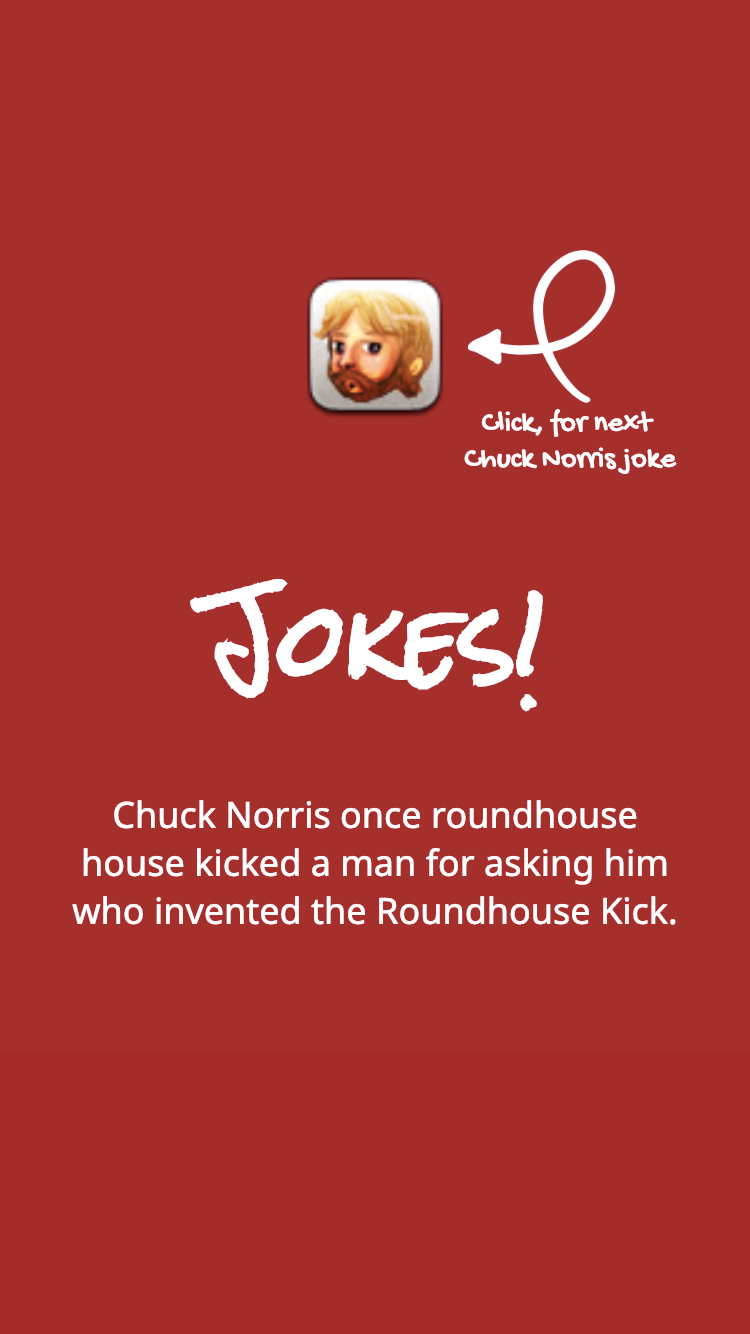 Click, for next
Chuck Norris joke
Jokes!
Chuck Norris once roundhouse
house kicked a man for asking him
who invented the Roundhouse Kick.